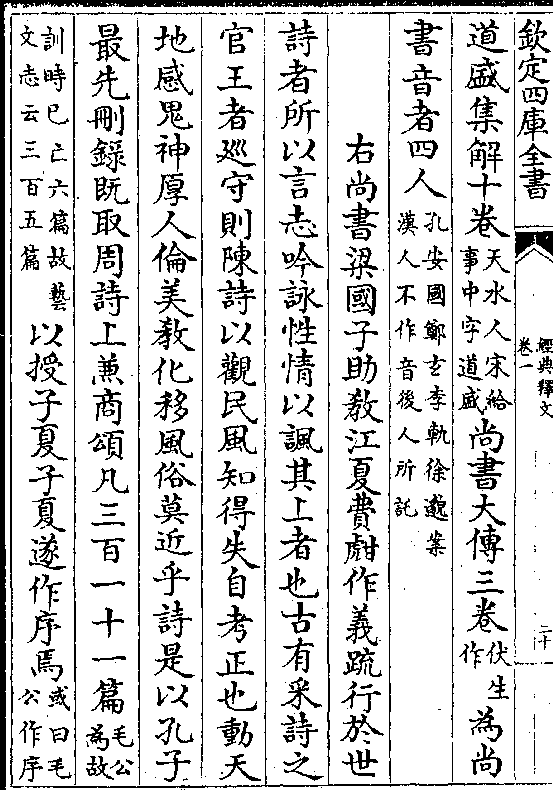 欽定四庫全書
經典釋文
卷一
二十
道盛集解十卷天水人宋給事中字道盛尚書大傳三卷伏生作為尚
書音者四人孔安國鄭玄李軌徐邈案漢人不作音後人所託
右尚書梁國子助教江夏費甝作義疏行於世
詩者所以言志吟詠性情以諷其上者也古有采詩之
官王者巡守則陳詩以觀民風知得失自考正也動天
地感鬼神厚人倫美教化移風俗莫近乎詩是以孔子
最先刪錄既取周詩上兼商頌凡三百一十一篇毛公為故
訓時已亡六篇故藝文志云三百五篇以授子夏子夏遂作序焉或曰毛公作序